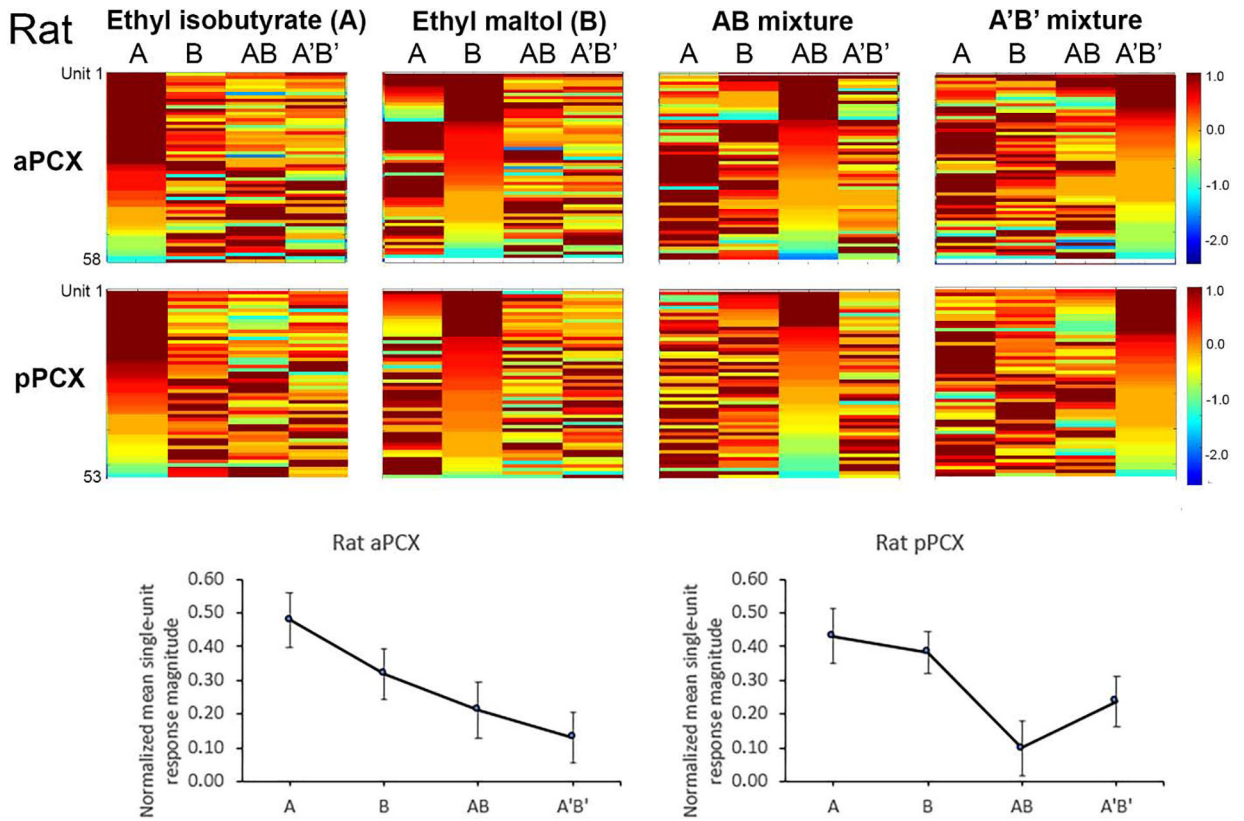 Rat
Ethyl isobutyrate (A) Ethyl maltol (B) AB mixture A'B' mixture
A B AB A'B' A B AB A'B' A B AB A'B' A B AB A'B'
Unit 1
aPCX
58
1.0
0.0
-1.0
-2.0
Unit 1
pPCX
53
1.0
0.0
-1.0
-2.0
Rat aPCX
Normalized mean single-unit
response magnitude
0.60
0.50
0.40
0.30
0.20
0.10
0.00
A B AB A'B'
Rat pPCX
Normalized mean single-unit
response magnitude
0.60
0.50
0.40
0.30
0.20
0.10
0.00
A B AB A'B'